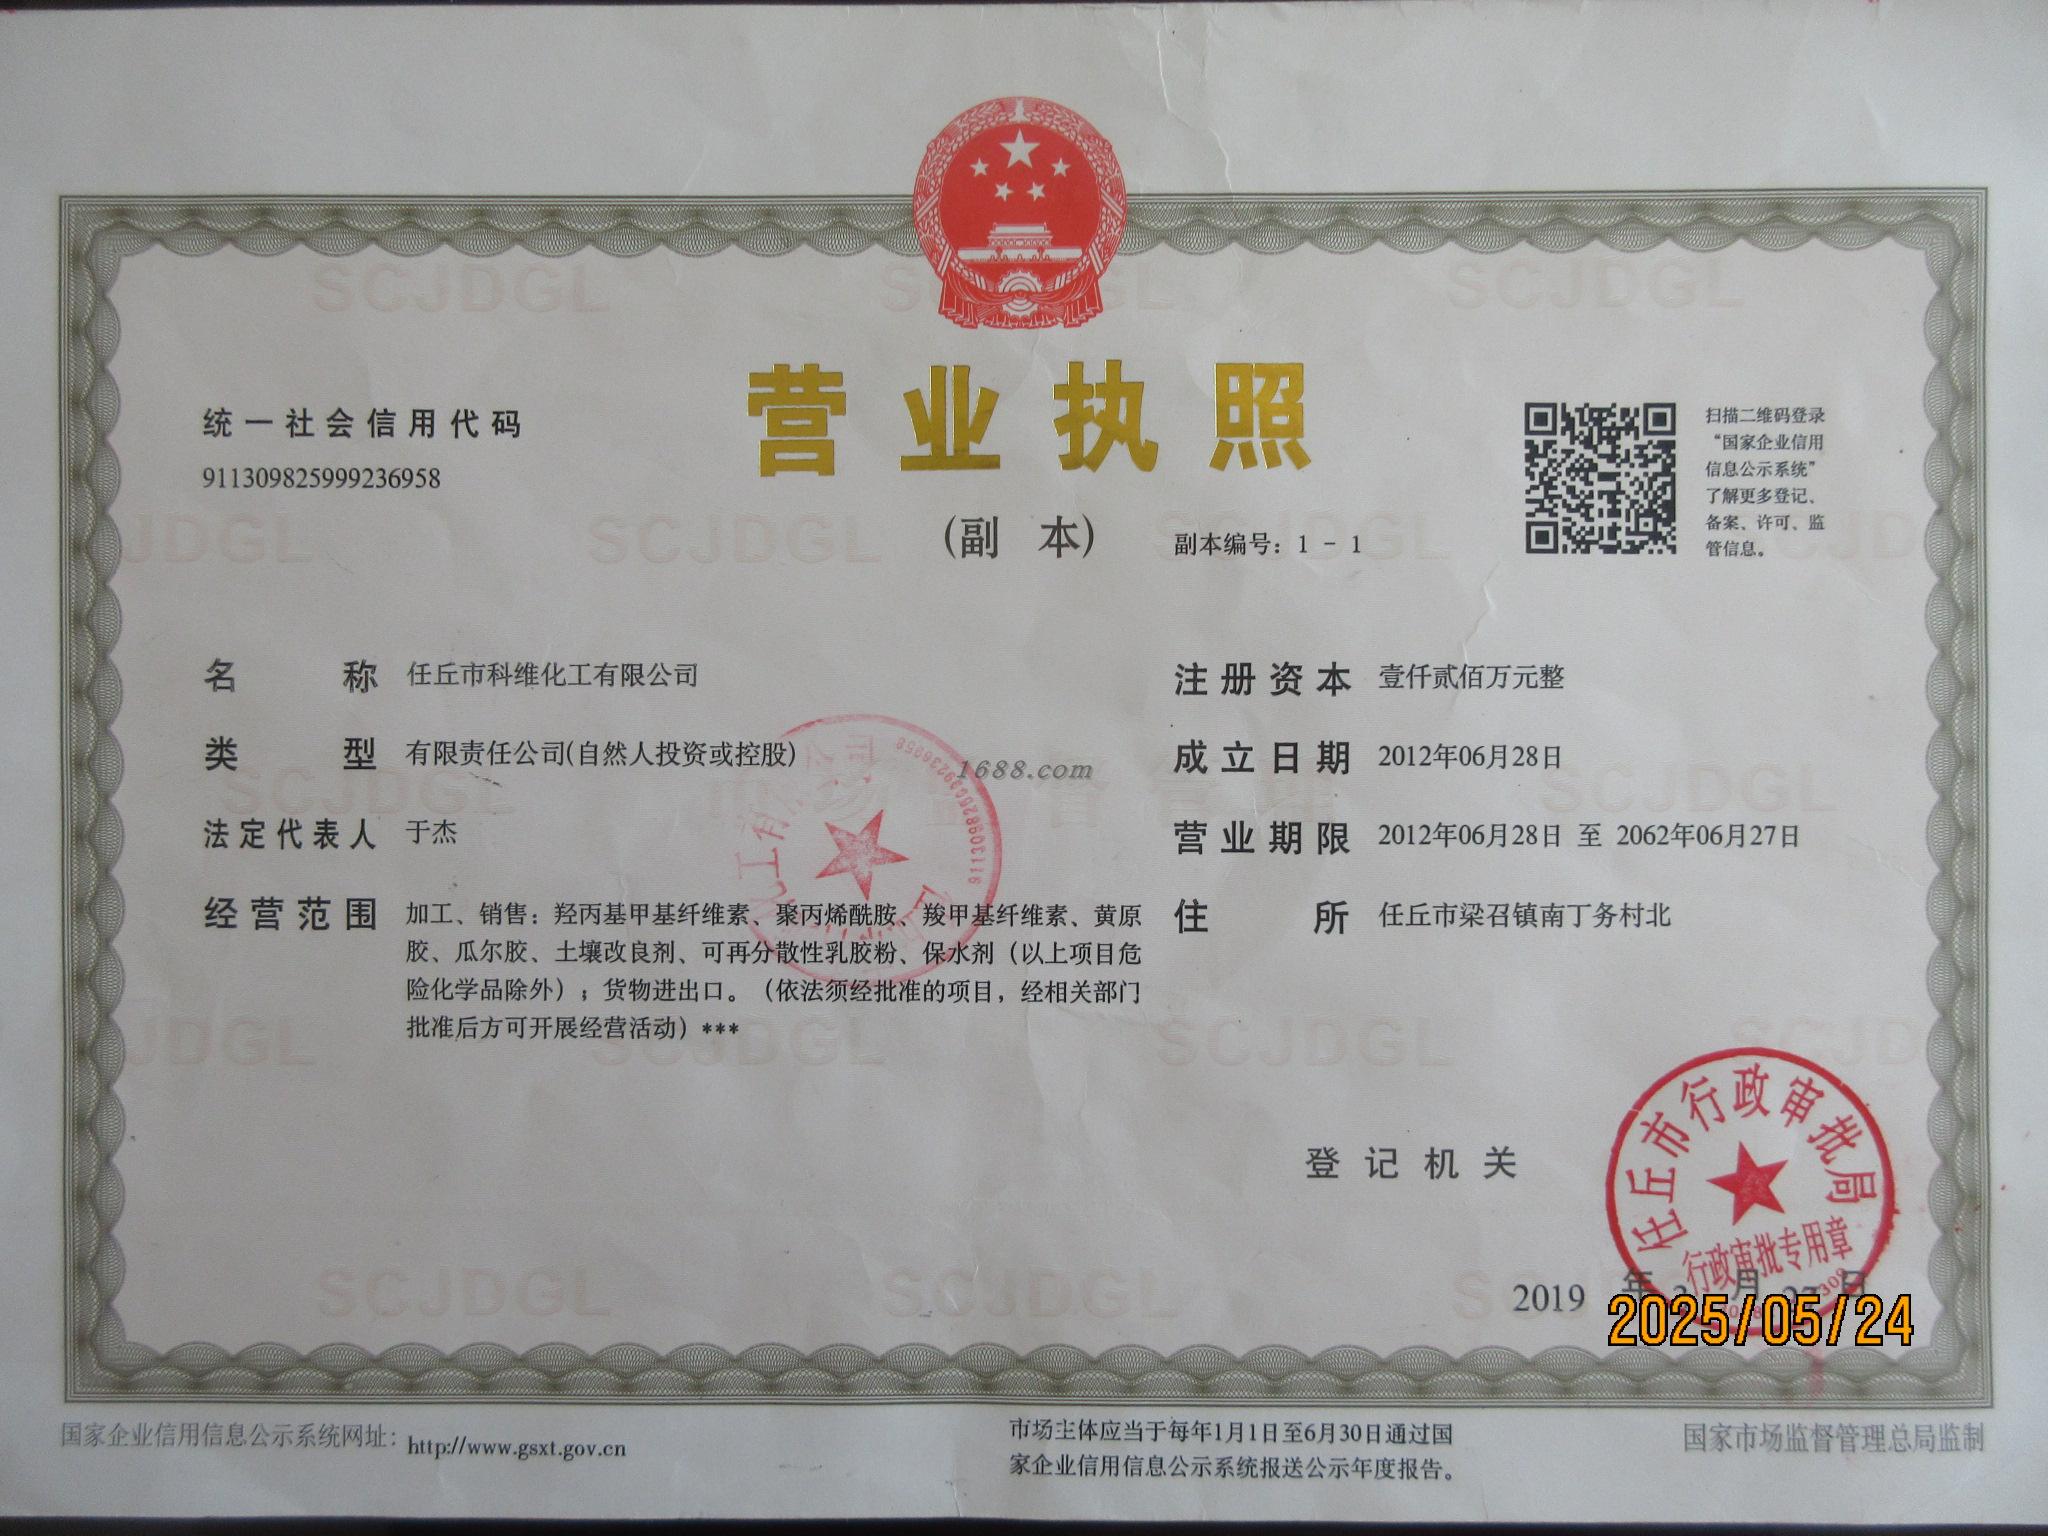 营业执照
(副 本)
副本编号：1 - 1
统一社会信用代码
911309825999236958
扫描二维码登录
“国家企业信用
信息公示系统”
了解更多登记、
备案、许可、监
管信息。
名 称 任丘市科维化工有限公司
类 型 有限责任公司(自然人投资或控股)
法定代表人 于杰
经营范围 加工、销售：羟丙基甲基纤维素、聚丙烯酰胺、羧甲基纤维素、黄原
胶、瓜尔胶、土壤改良剂、可再分散性乳胶粉、保水剂（以上项目危
险化学品除外）；货物进出口。（依法须经批准的项目，经相关部门
批准后方可开展经营活动）***
注册资本 壹仟贰佰万元整
成立日期 2012年06月28日
营业期限 2012年06月28日 至 2062年06月27日
住 所 任丘市梁召镇南丁务村北
1688.com
911309825999236958
登记机关
任丘市行政审批局
行政审批专用章
2019 年 月 日
2025/05/24
国家企业信用信息公示系统网址：http://www.gsxt.gov.cn
市场主体应当于每年1月1日至6月30日通过国
家企业信用信息公示系统报送公示年度报告。
国家市场监督管理总局监制
SCJDGL